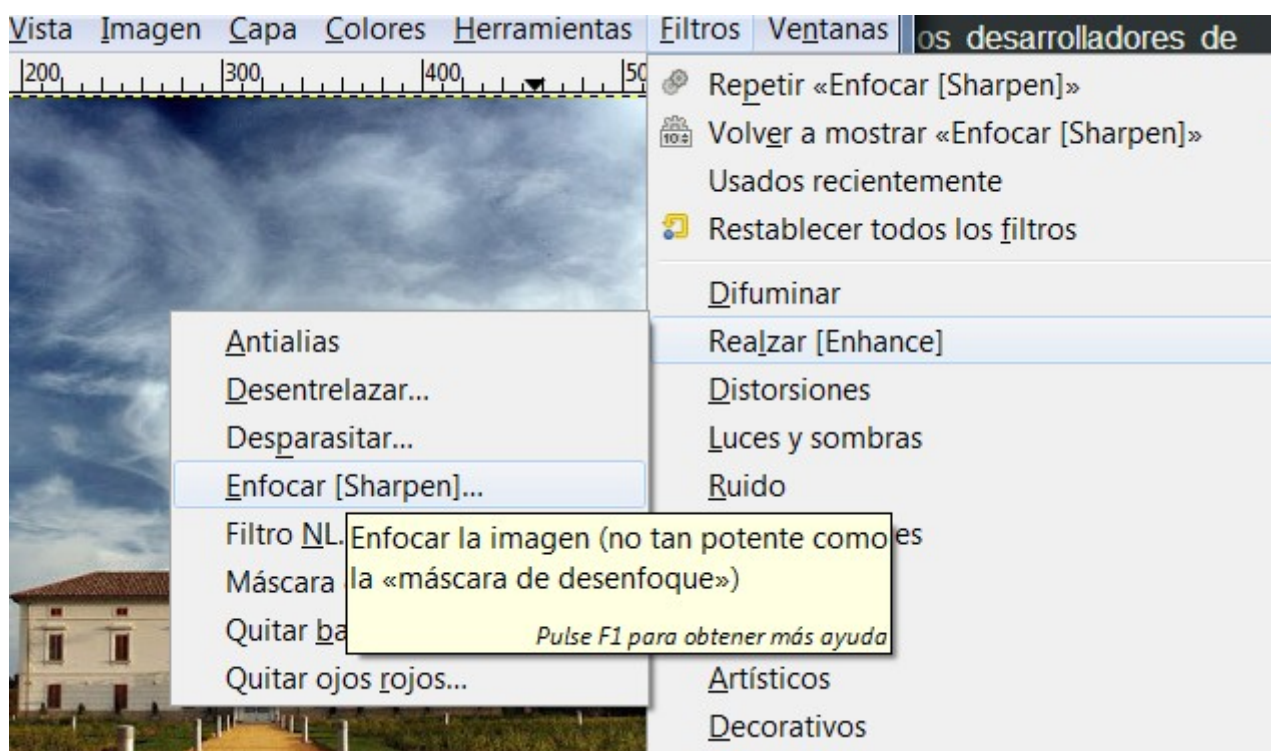 Vista Imagen Capa Colores Herramientas Filtros Ventanas os desarrolladores de
200 300 400 50
Repetir «Enfocar [Sharpen]»
Volver a mostrar «Enfocar [Sharpen]»
Usados recientemente
Restablecer todos los filtros
Difuminar
Realzar [Enhance]
Distorsiones
Luces y sombras
Ruido
es
Artísticos
Decorativos
Antialias
Desentrelazar...
Desparasitar...
Enfocar [Sharpen]...
Filtro NL.
Máscara
Quitar ba
Quitar ojos rojos...
Enfocar la imagen (no tan potente como
la «máscara de desenfoque»)
Pulse F1 para obtener más ayuda